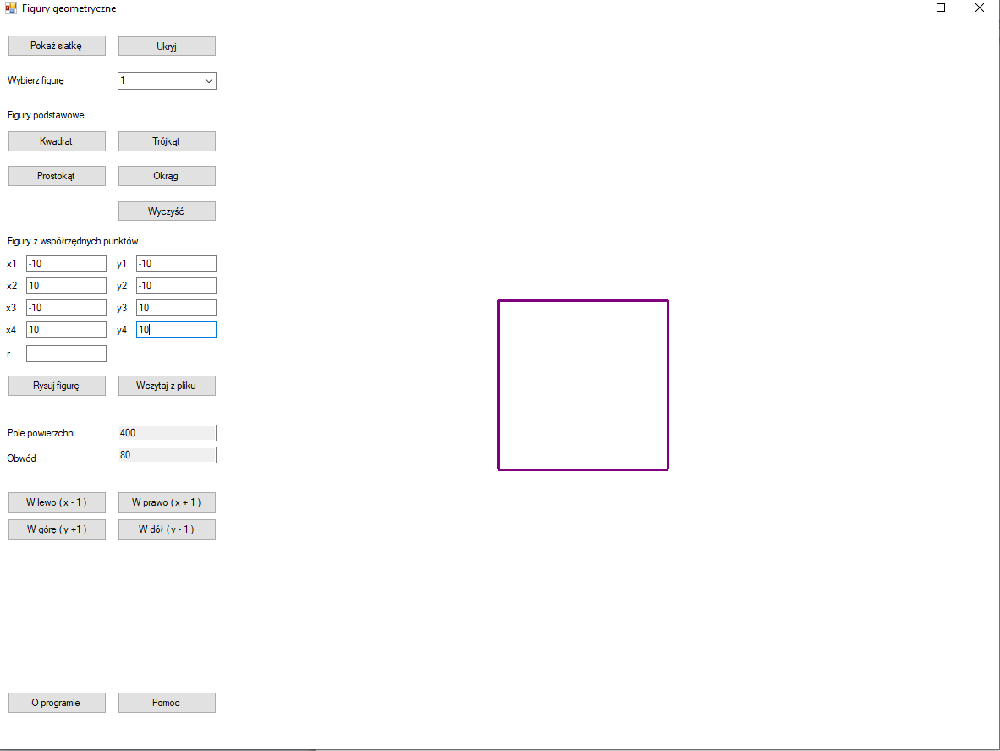 Figury geometryczne
Pokaż siatkę Ukryj
Wybierz figurę 1
Figury podstawowe
Kwadrat Trójkąt
Prostokąt Okrąg
Wyczyść
Figury z współrzędnych punktów
x1 -10 y1 -10
x2 10 y2 -10
x3 -10 y3 10
x4 10 y4 10
r
Rysuj figurę Wczytaj z pliku
Pole powierzchni 400
Obwód 80
W lewo ( x - 1 ) W prawo ( x + 1 )
W górę ( y +1 ) W dół ( y - 1 )
O programie Pomoc